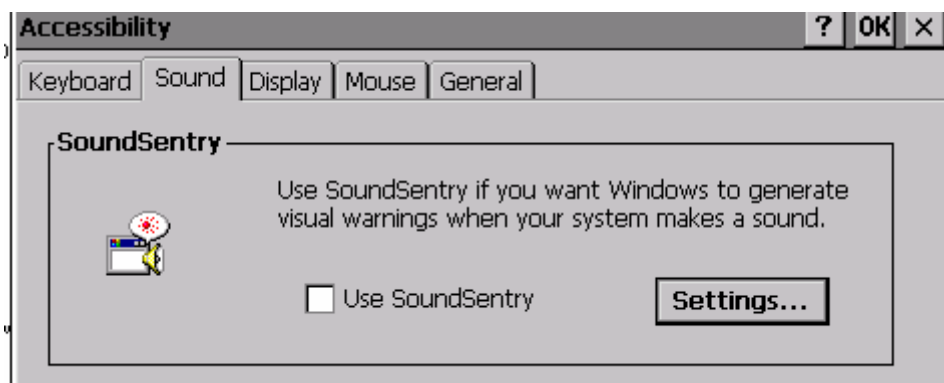 Accessibility ? OK ×
Keyboard Sound Display Mouse General
SoundSentry
Use SoundSentry if you want Windows to generate
visual warnings when your system makes a sound.
Use SoundSentry Settings...